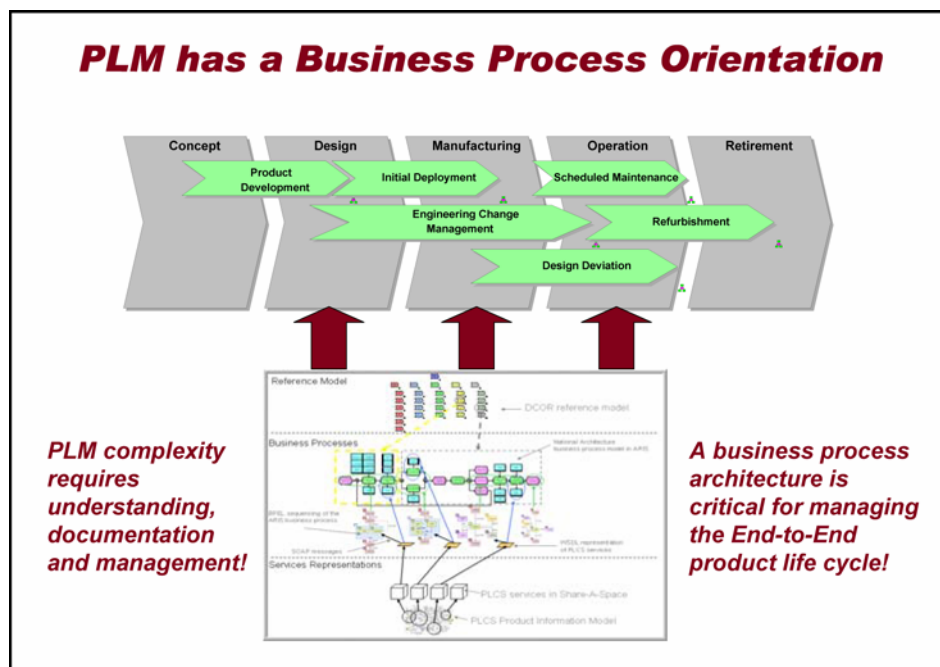 PLM has a Business Process Orientation
Concept
Design
Manufacturing
Operation
Retirement
Product
Development
Initial Deployment
Scheduled Maintenance
Engineering Change
Management
Refurbishment
Design Deviation
Reference Model
DCOR reference model
Business Processes
National Architecture
business process model in ARIS
BPEL sequencing of the
ARIS business process
SOAP messages
WSDL representation
of PLCS services
Services Representations
PLCS services in Share-A-Space
PLCS Product Information Model
PLM complexity
requires
understanding,
documentation
and management!
A business process
architecture is
critical for managing
the End-to-End
product life cycle!